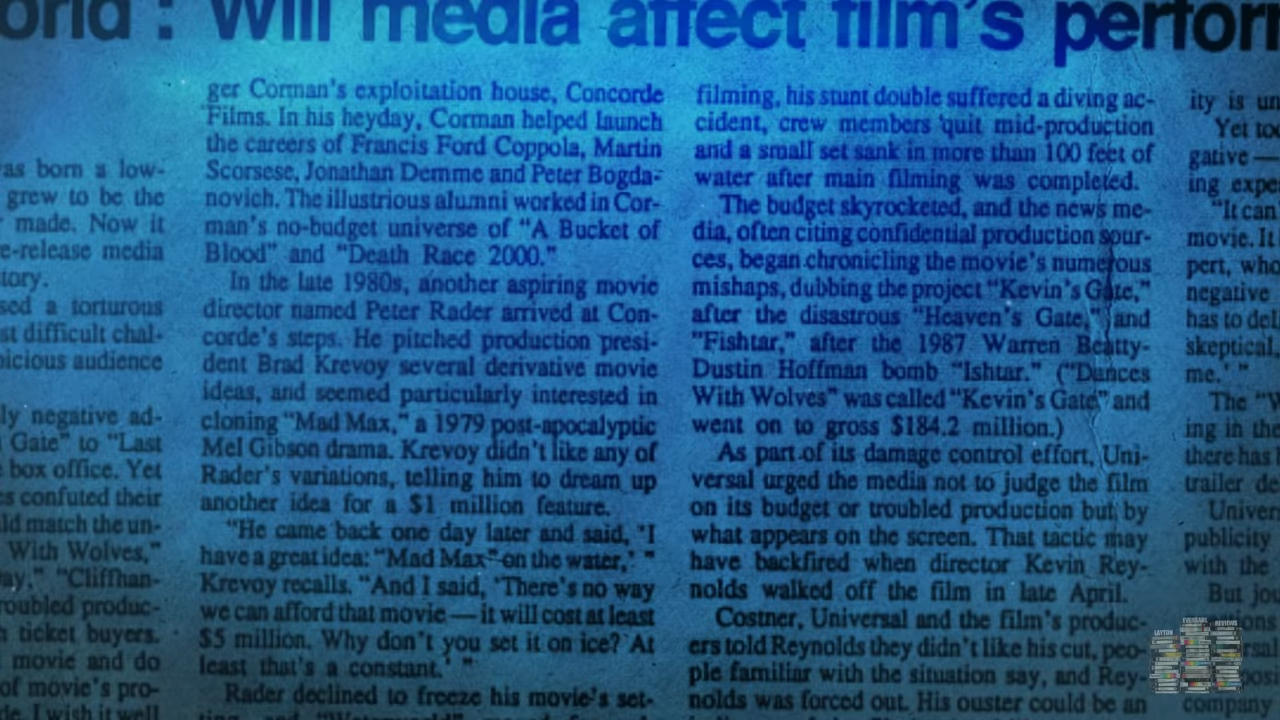 orld : Will media affect film's perfor
was born a low-
grew to be the
made. Now it
e-release media
story.
sed a torturous
st difficult chal-
picious audience
ly negative ad-
Gate" to "Last
box office. Yet
es confuted their
ld match the un-
With Wolves,"
ay," "Cliffhan-
roubled produc-
ticket buyers.
movie and do
of movie's pro-
de. I wish it well
ger Corman's exploitation house, Concorde
Films. In his heyday, Corman helped launch
the careers of Francis Ford Coppola, Martin
Scorsese, Jonathan Demme and Peter Bogda-
novich. The illustrious alumni worked in Cor-
man's no-budget universe of "A Bucket of
Blood" and "Death Race 2000."
In the late 1980s, another aspiring movie
director named Peter Rader arrived at Con-
corde's steps. He pitched production presi-
dent Brad Krevoy several derivative movie
ideas, and seemed particularly interested in
cloning "Mad Max," a 1979 post-apocalyptic
Mel Gibson drama. Krevoy didn't like any of
Rader's variations, telling him to dream up
another idea for a $1 million feature.
"He came back one day later and said, 'I
have a great idea: "Mad Max" on the water,' "
Krevoy recalls. "And I said, 'There's no way
we can afford that movie — it will cost at least
$5 million. Why don't you set it on ice? At
least that's a constant.' "
Rader declined to freeze his movie's set-
filming, his stunt double suffered a diving ac-
cident, crew members quit mid-production
and a small set sank in more than 100 feet of
water after main filming was completed.
The budget skyrocketed, and the news me-
dia, often citing confidential production sour-
ces, began chronicling the movie's numerous
mishaps, dubbing the project "Kevin's Gate,"
after the disastrous "Heaven's Gate," and
"Fishtar," after the 1987 Warren Beatty-
Dustin Hoffman bomb "Ishtar." ("Dances
With Wolves" was called "Kevin's Gate" and
went on to gross $184.2 million.)
As part of its damage control effort, Uni-
versal urged the media not to judge the film
on its budget or troubled production but by
what appears on the screen. That tactic may
have backfired when director Kevin Rey-
nolds walked off the film in late April.
Costner, Universal and the film's produc-
ers told Reynolds they didn't like his cut, peo-
ple familiar with the situation say, and Rey-
nolds was forced out. His ouster could be an
ity is un
Yet too
gative —
ing expe
"It can
movie. It
pert, who
negative
has to del
skeptical.
me.' "
The "W
ing in the
there has
trailer de
Univer
publicity
with the
But jou
company
LAYTON
EVERSAUL
REVIEWS